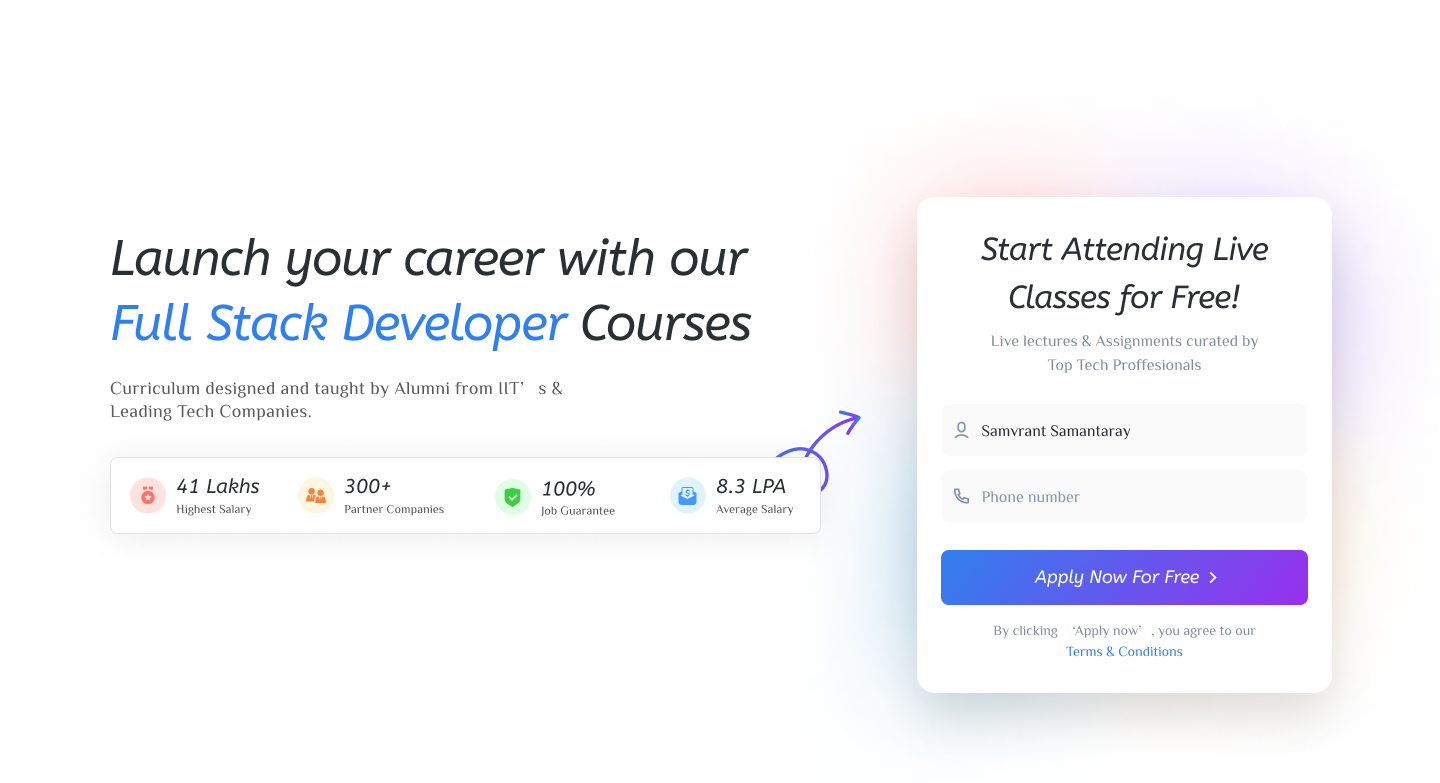 Launch your career with our
Full Stack Developer Courses
Curriculum designed and taught by Alumni from IIT’s &
Leading Tech Companies.
41 Lakhs
Highest Salary
300+
Partner Companies
100%
Job Guarantee
8.3 LPA
Average Salary
Start Attending Live
Classes for Free!
Live lectures & Assignments curated by
Top Tech Proffesionals
Samvrant Samantaray
Phone number
Apply Now For Free
By clicking ‘Apply now’, you agree to our
Terms & Conditions